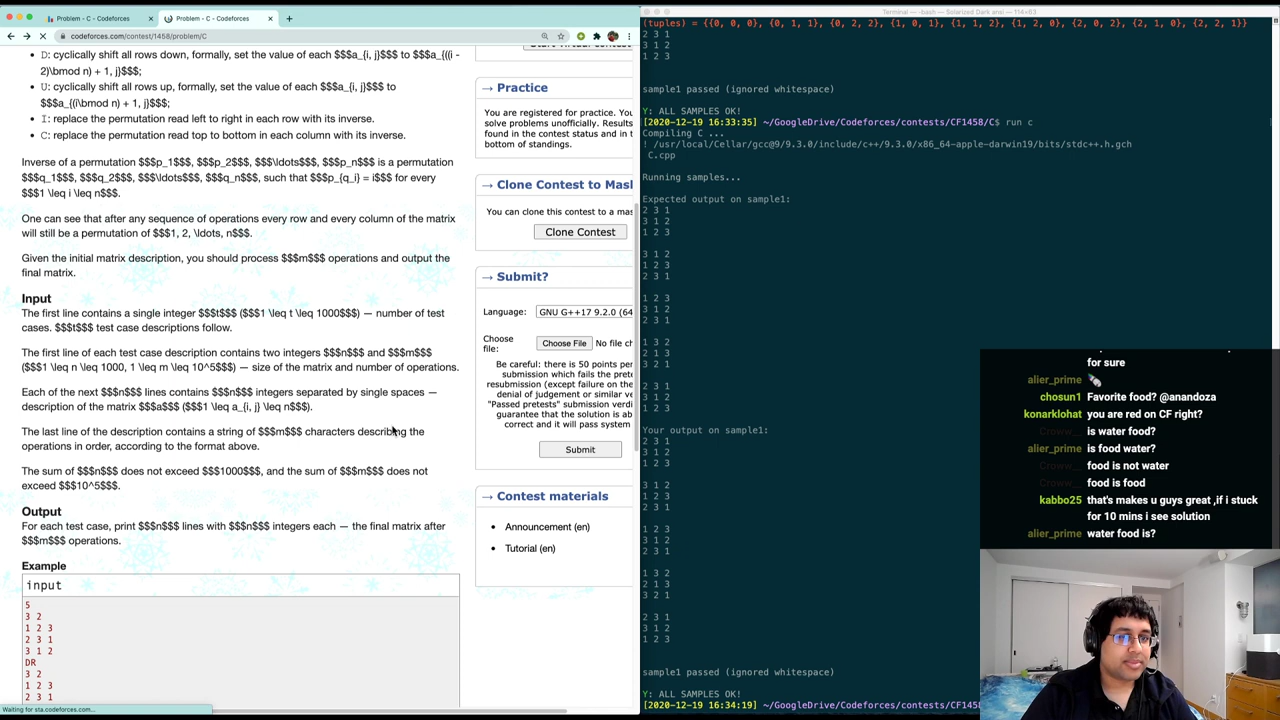 Problem - C - Codeforces
Problem - C - Codeforces
codeforces.com/contest/1458/problem/C
D: cyclically shift all rows down, formally, set the value of each $$$a_{i, j}$$$ to $$$a_{(i -
2)\bmod n) + 1, j}$$$;
U: cyclically shift all rows up, formally, set the value of each $$$a_{i, j}$$$ to
$$$a_{(i\bmod n) + 1, j}$$$;
I: replace the permutation read left to right in each row with its inverse.
C: replace the permutation read top to bottom in each column with its inverse.
Inverse of a permutation $$$p_1$$$, $$$p_2$$$, $$$\ldots$$$, $$$p_n$$$ is a permutation
$$$q_1$$$, $$$q_2$$$, $$$\ldots$$$, $$$q_n$$$, such that $$$p_{q_i} = i$$$ for every
$$$1 \leq i \leq n$$$.
One can see that after any sequence of operations every row and every column of the matrix
will still be a permutation of $$$1, 2, \ldots, n$$$.
Given the initial matrix description, you should process $$$m$$$ operations and output the
final matrix.
Input
The first line contains a single integer $$$t$$$ ($$$1 \leq t \leq 1000$$$) — number of test
cases. $$$t$$$ test case descriptions follow.
The first line of each test case description contains two integers $$$n$$$ and $$$m$$$
($$$1 \leq n \leq 1000, 1 \leq m \leq 10^5$$$) — size of the matrix and number of operations.
Each of the next $$$n$$$ lines contains $$$n$$$ integers separated by single spaces —
description of the matrix $$$a$$$ ($$$1 \leq a_{i, j} \leq n$$$).
The last line of the description contains a string of $$$m$$$ characters describing the
operations in order, according to the format above.
The sum of $$$n$$$ does not exceed $$$1000$$$, and the sum of $$$m$$$ does not
exceed $$$10^5$$$.
Output
For each test case, print $$$n$$$ lines with $$$n$$$ integers each — the final matrix after
$$$m$$$ operations.
Example
input
5
3 2
1 2 3
2 3 1
3 1 2
DR
3 2
1 2 3
2 3 1
Waiting for sta.codeforces.com...
→ Practice
You are registered for practice. You
solve problems unofficially. Results
found in the contest status and in t
bottom of standings.
→ Clone Contest to Mas
You can clone this contest to a mas
Clone Contest
→ Submit?
Language:
GNU G++17 9.2.0 (64
Choose
file:
Choose File
No file ch
Be careful: there is 50 points pe
submission which fails the prete
resubmission (except failure on the
denial of judgement or similar ve
"Passed pretests" submission verdi
guarantee that the solution is ab
correct and it will pass system
Submit
→ Contest materials
Announcement (en)
Tutorial (en)
Terminal — -bash — Solarized Dark ansi — 114×63
(tuples) = {{0, 0, 0}, {0, 1, 1}, {0, 2, 2}, {1, 0, 1}, {1, 1, 2}, {1, 2, 0}, {2, 0, 2}, {2, 1, 0}, {2, 2, 1}}
2 3 1
3 1 2
1 2 3
sample1 passed (ignored whitespace)
Y: ALL SAMPLES OK!
[2020-12-19 16:33:35] ~/GoogleDrive/Codeforces/contests/CF1458/C$ run c
Compiling C ...
! /usr/local/Cellar/gcc@9/9.3.0/include/c++/9.3.0/x86_64-apple-darwin19/bits/stdc++.h.gch
C.cpp
Running samples...
Expected output on sample1:
2 3 1
3 1 2
1 2 3
3 1 2
1 2 3
2 3 1
1 2 3
3 1 2
2 3 1
1 3 2
2 1 3
3 2 1
2 3 1
3 1 2
1 2 3
Your output on sample1:
2 3 1
3 1 2
1 2 3
3 1 2
1 2 3
2 3 1
1 2 3
3 1 2
2 3 1
1 3 2
2 1 3
3 2 1
2 3 1
3 1 2
1 2 3
sample1 passed (ignored whitespace)
Y: ALL SAMPLES OK!
[2020-12-19 16:34:19] ~/GoogleDrive/Codeforces/contests/CF1458
for sure
alier_prime
chosun1 Favorite food? @anandoza
konarklohat you are red on CF right?
Croww__ is water food?
alier_prime is food water?
Croww__ food is not water
Croww__ food is food
kabbo25 that's makes u guys great ,if i stuck
for 10 mins i see solution
alier_prime water food is?